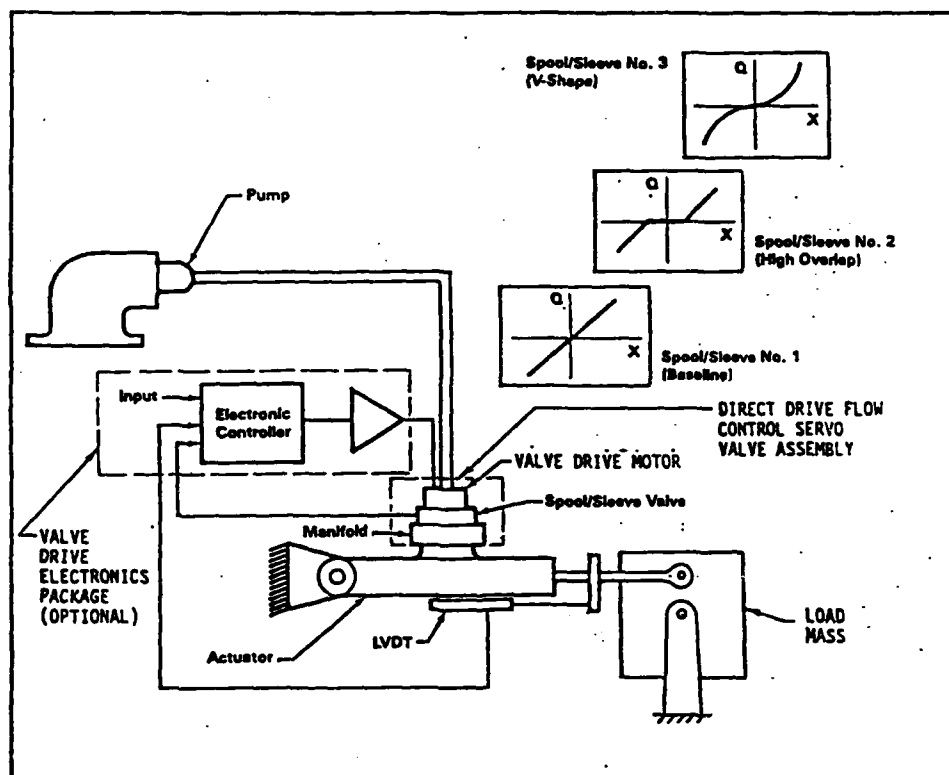 Spool/Sleeve No. 3
(V-Shape)
Q
X
Pump
Q
X
Spool/Sleeve No. 2
(High Overlap)
Q
X
Spool/Sleeve No. 1
(Baseline)
Input
Electronic
Controller
DIRECT DRIVE FLOW
CONTROL SERVO
VALVE ASSEMBLY
VALVE DRIVE MOTOR
Spool/Sleeve Valve
Manifold
VALVE
DRIVE
ELECTRONICS
PACKAGE
(OPTIONAL)
Actuator
LVDT
LOAD
MASS